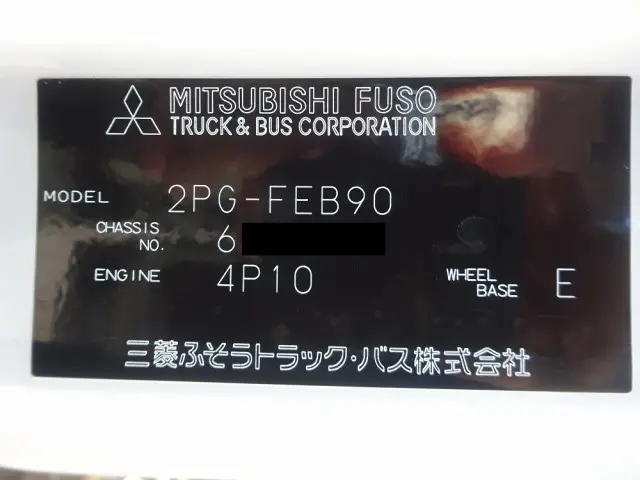 MITSUBISHI FUSO
TRUCK & BUS CORPORATION
MODEL 2PG-FEB90
CHASSIS NO. 6
ENGINE 4P10 WHEEL BASE E
三菱ふそうトラック・バス株式会社